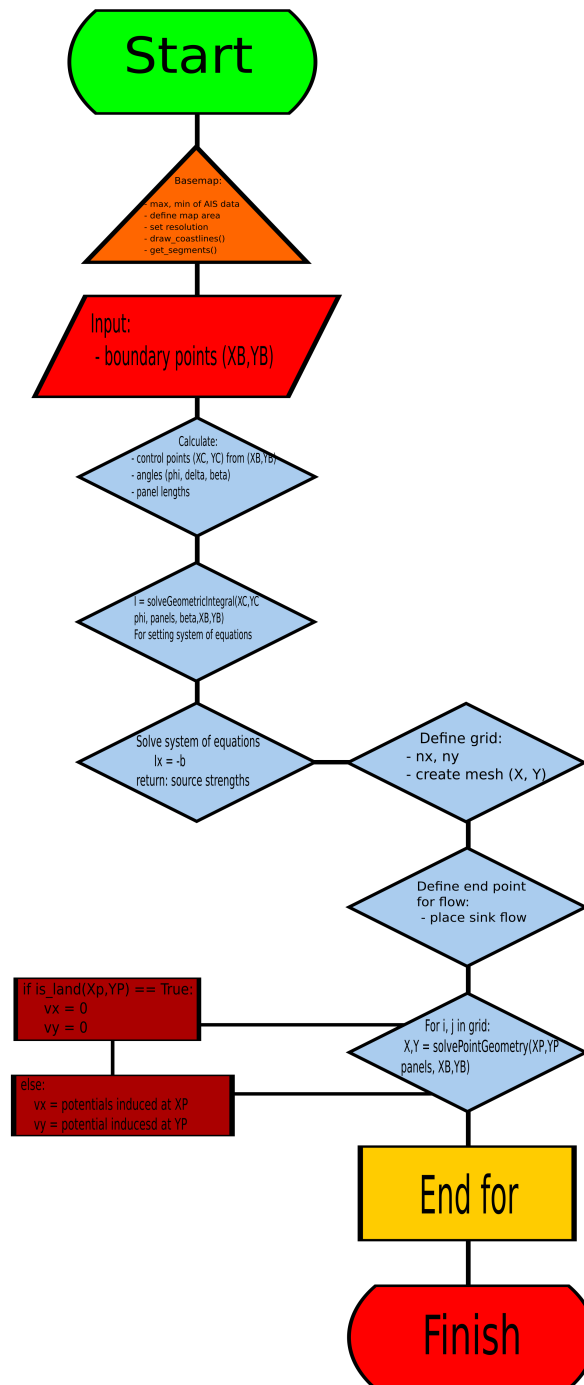 Start
Basemap:
- max, min of AIS data
- define map area
- set resolution
- draw_coastlines()
- get_segments()
Input:
- boundary points (XB,YB)
Calculate:
- control points (XC, YC) from (XB,YB)
- angles (phi, delta, beta)
- panel lengths
I = solveGeometricIntegral(XC,YC
phi, panels, beta,XB,YB)
For setting system of equations
Solve system of equations
Ix = -b
return: source strengths
Define grid:
- nx, ny
- create mesh (X, Y)
Define end point
for flow:
- place sink flow
For i, j in grid:
X,Y = solvePointGeometry(XP,YP
panels, XB,YB)
if is_land(Xp,YP) == True:
vx = 0
vy = 0
else:
vx = potentials induced at XP
vy = potential inducesd at YP
End for
Finish